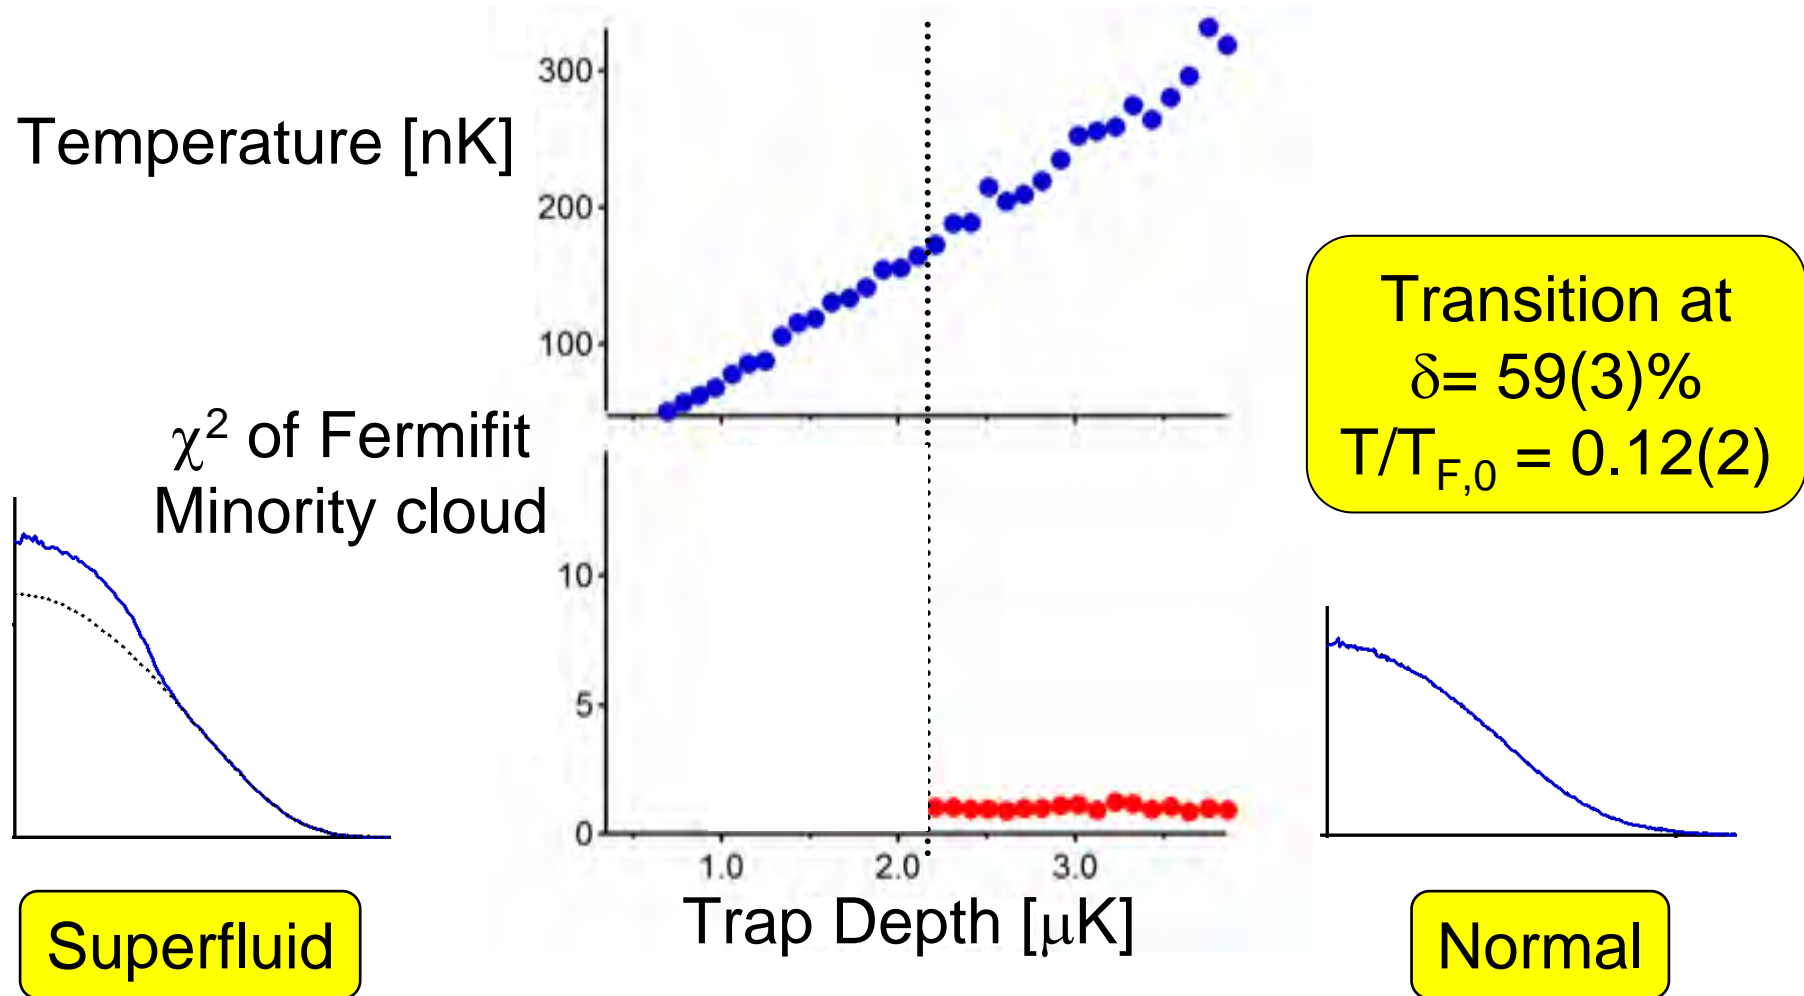 Temperature [nK]
300
200
100
χ² of Fermifit
Minority cloud
10
5
0
1.0 2.0 3.0
Trap Depth [μK]
Transition at
δ= 59(3)%
T/T_F,0 = 0.12(2)
Superfluid
Normal